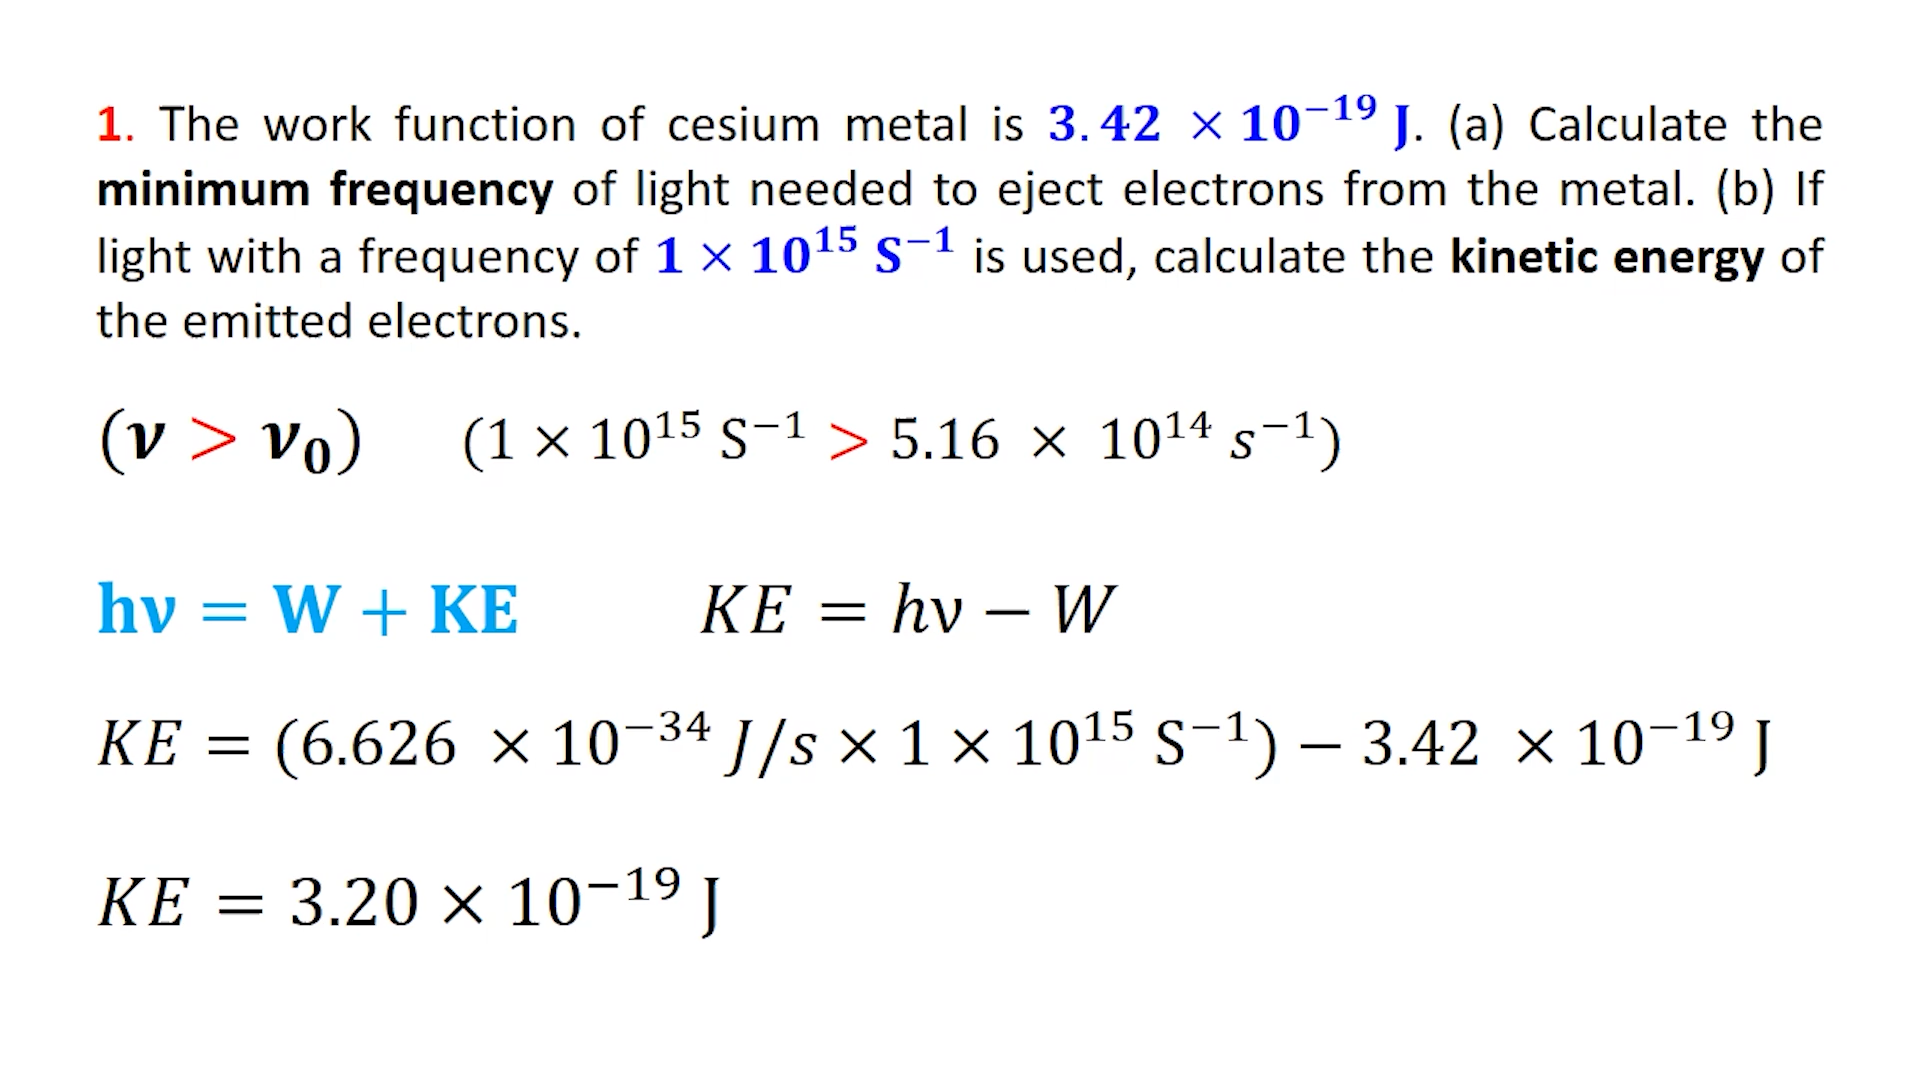 1. The work function of cesium metal is 3.42 × 10⁻¹⁹ J. (a) Calculate the
minimum frequency of light needed to eject electrons from the metal. (b) If
light with a frequency of 1 × 10¹⁵ S⁻¹ is used, calculate the kinetic energy of
the emitted electrons.
(ν > ν₀) (1 × 10¹⁵ S⁻¹ > 5.16 × 10¹⁴ s⁻¹)
hν = W + KE KE = hν − W
KE = (6.626 × 10⁻³⁴ J/s × 1 × 10¹⁵ S⁻¹) − 3.42 × 10⁻¹⁹ J
KE = 3.20 × 10⁻¹⁹ J